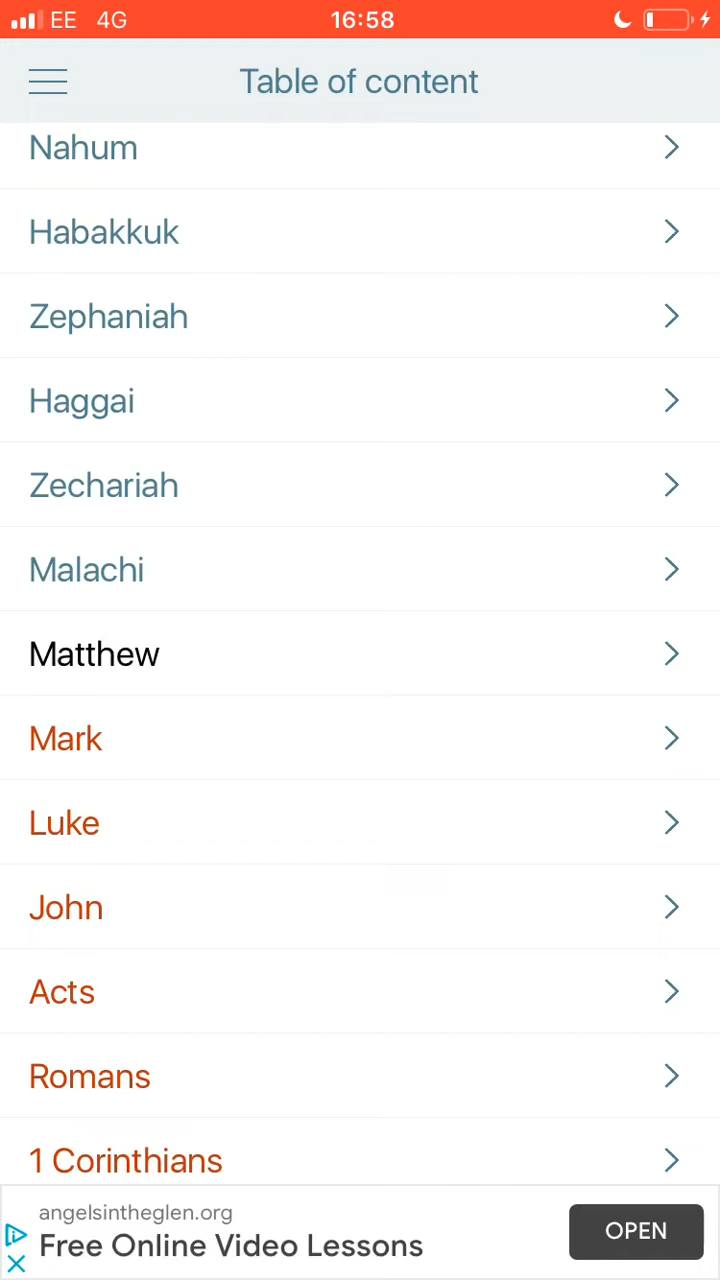 EE 4G 16:58
Table of content
Nahum
Habakkuk
Zephaniah
Haggai
Zechariah
Malachi
Matthew
Mark
Luke
John
Acts
Romans
1 Corinthians
angelsintheglen.org
Free Online Video Lessons
OPEN